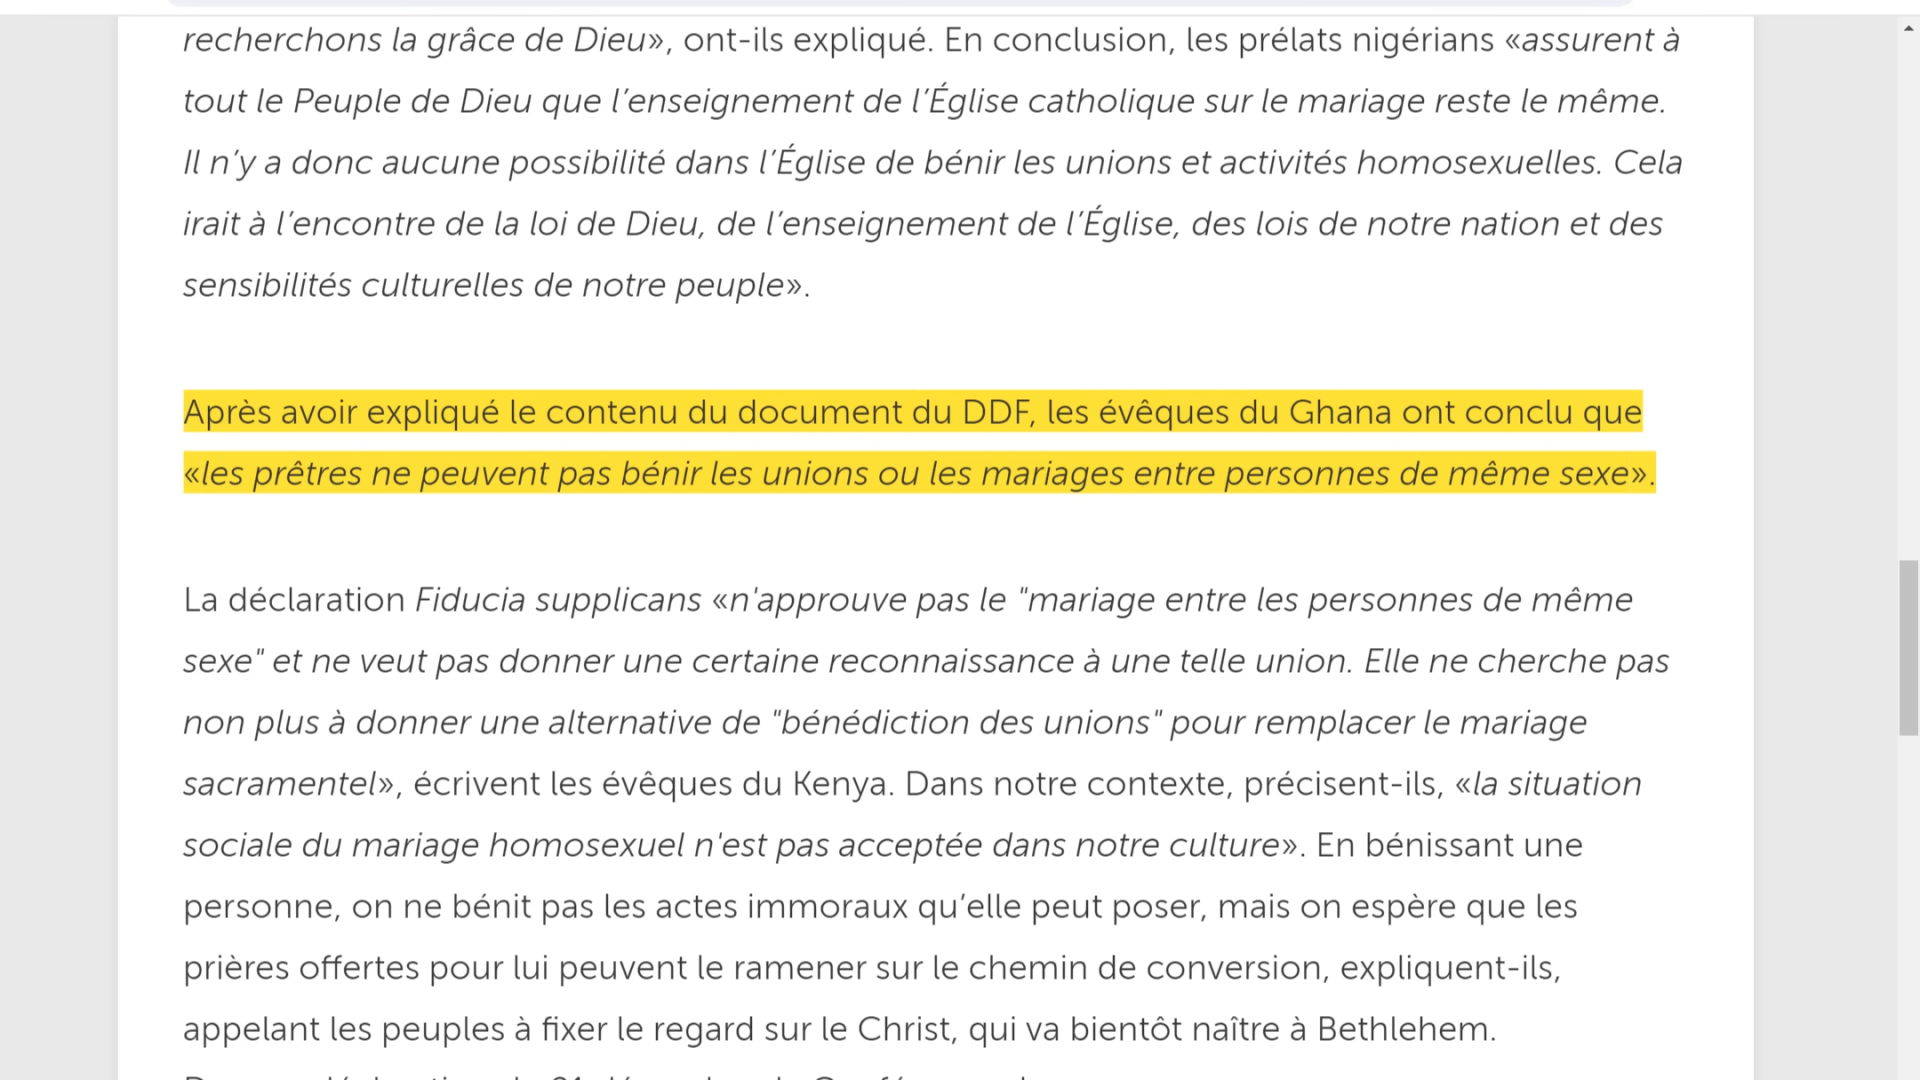 recherchons la grâce de Dieu», ont-ils expliqué. En conclusion, les prélats nigérians «assurent à
tout le Peuple de Dieu que l’enseignement de l’Église catholique sur le mariage reste le même.
Il n’y a donc aucune possibilité dans l’Église de bénir les unions et activités homosexuelles. Cela
irait à l’encontre de la loi de Dieu, de l’enseignement de l’Église, des lois de notre nation et des
sensibilités culturelles de notre peuple».
Après avoir expliqué le contenu du document du DDF, les évêques du Ghana ont conclu que
«les prêtres ne peuvent pas bénir les unions ou les mariages entre personnes de même sexe».
La déclaration Fiducia supplicans «n'approuve pas le "mariage entre les personnes de même
sexe" et ne veut pas donner une certaine reconnaissance à une telle union. Elle ne cherche pas
non plus à donner une alternative de "bénédiction des unions" pour remplacer le mariage
sacramentel», écrivent les évêques du Kenya. Dans notre contexte, précisent-ils, «la situation
sociale du mariage homosexuel n'est pas acceptée dans notre culture». En bénissant une
personne, on ne bénit pas les actes immoraux qu’elle peut poser, mais on espère que les
prières offertes pour lui peuvent le ramener sur le chemin de conversion, expliquent-ils,
appelant les peuples à fixer le regard sur le Christ, qui va bientôt naître à Bethlehem.